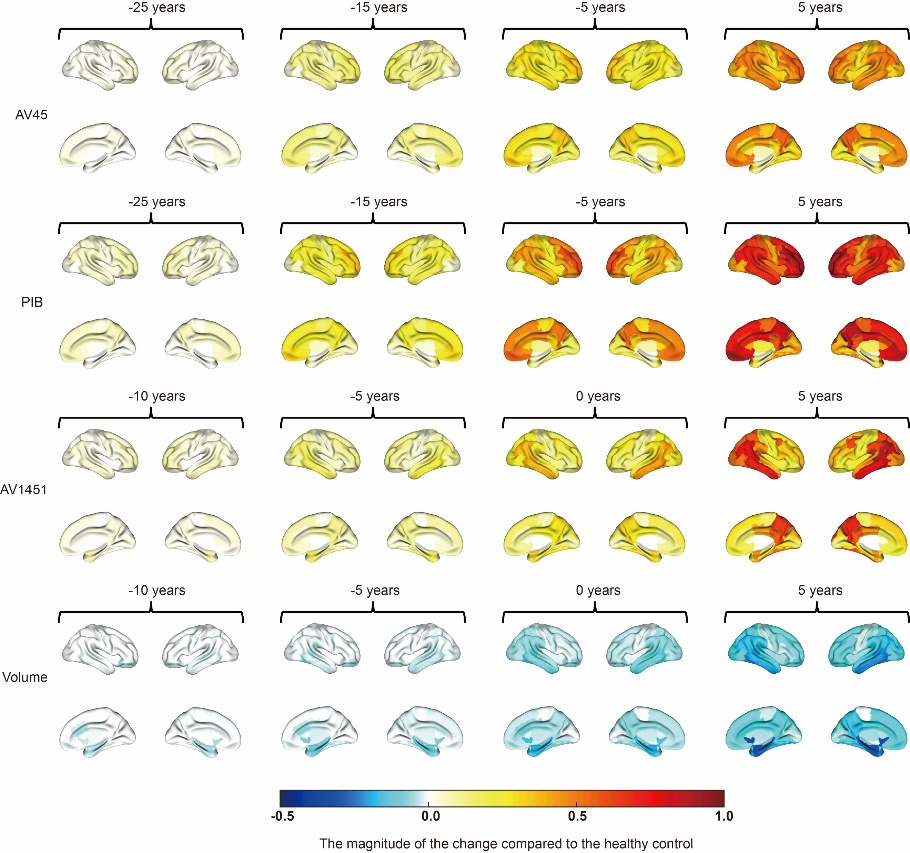 -25 years -15 years -5 years 5 years
AV45
-25 years -15 years -5 years 5 years
PIB
-10 years -5 years 0 years 5 years
AV1451
-10 years -5 years 0 years 5 years
Volume
-0.5 0.0 0.5 1.0
The magnitude of the change compared to the healthy control